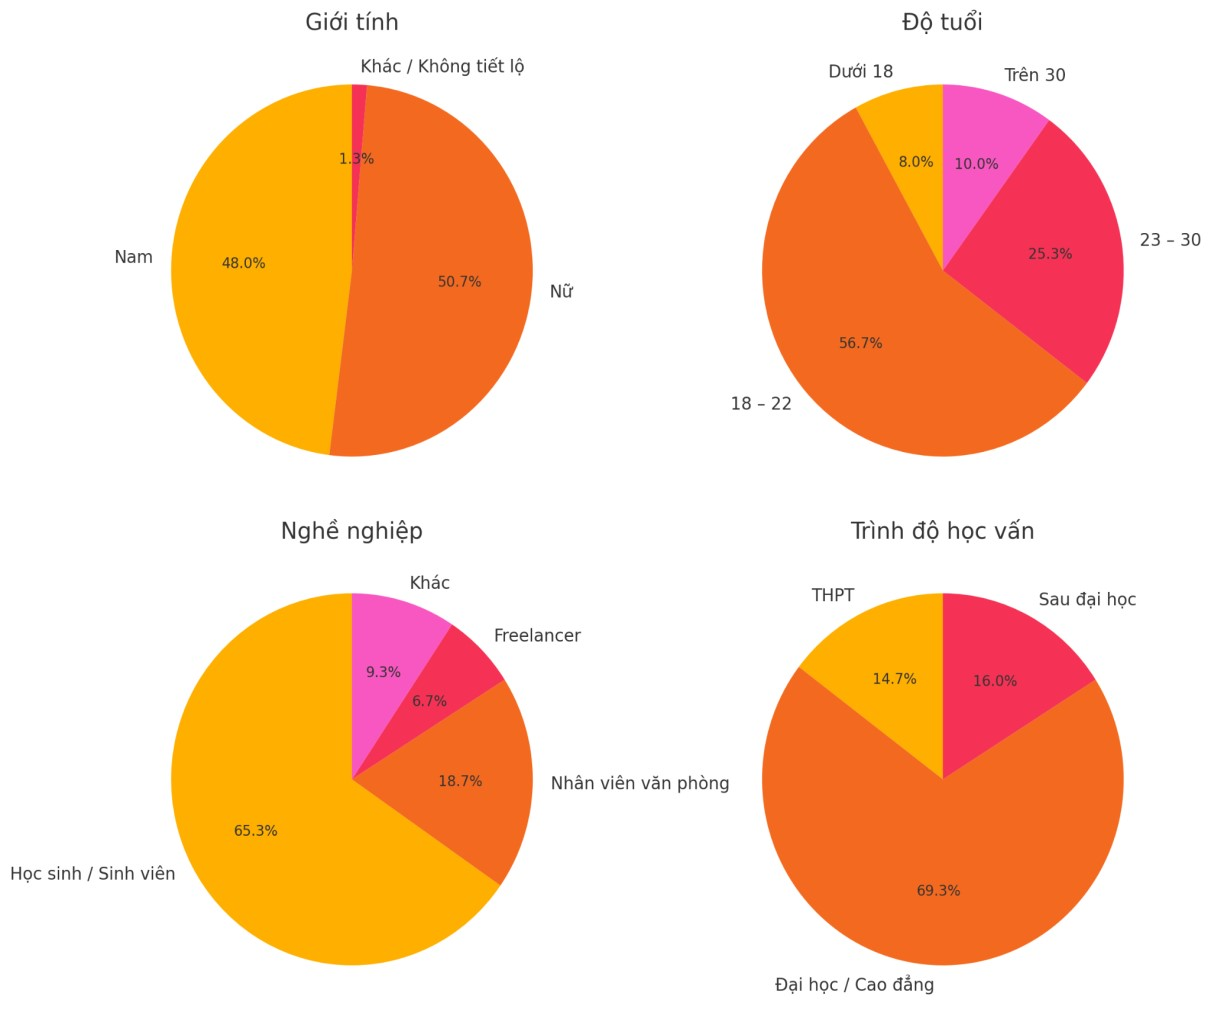 Giới tính
Khác / Không tiết lộ
1.3%
Nam
48.0%
50.7%
Nữ
Độ tuổi
Dưới 18
Trên 30
8.0%
10.0%
23 – 30
25.3%
56.7%
18 – 22
Nghề nghiệp
Khác
Freelancer
9.3%
6.7%
18.7%
Nhân viên văn phòng
65.3%
Học sinh / Sinh viên
Trình độ học vấn
THPT
Sau đại học
14.7%
16.0%
69.3%
Đại học / Cao đẳng